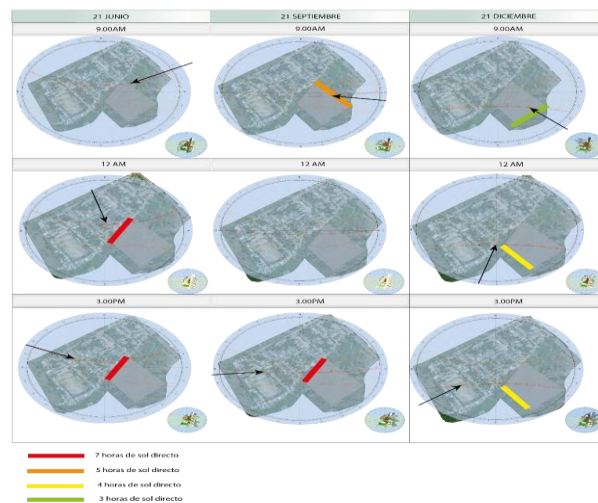 21 JUNIO
21 SEPTIEMBRE
21 DICIEMBRE
9.00AM
9.00AM
9.00AM
12 AM
12 AM
12 AM
3.00PM
3.00PM
3.00PM
7 horas de sol directo
5 horas de sol directo
4 horas de sol directo
3 horas de sol directo